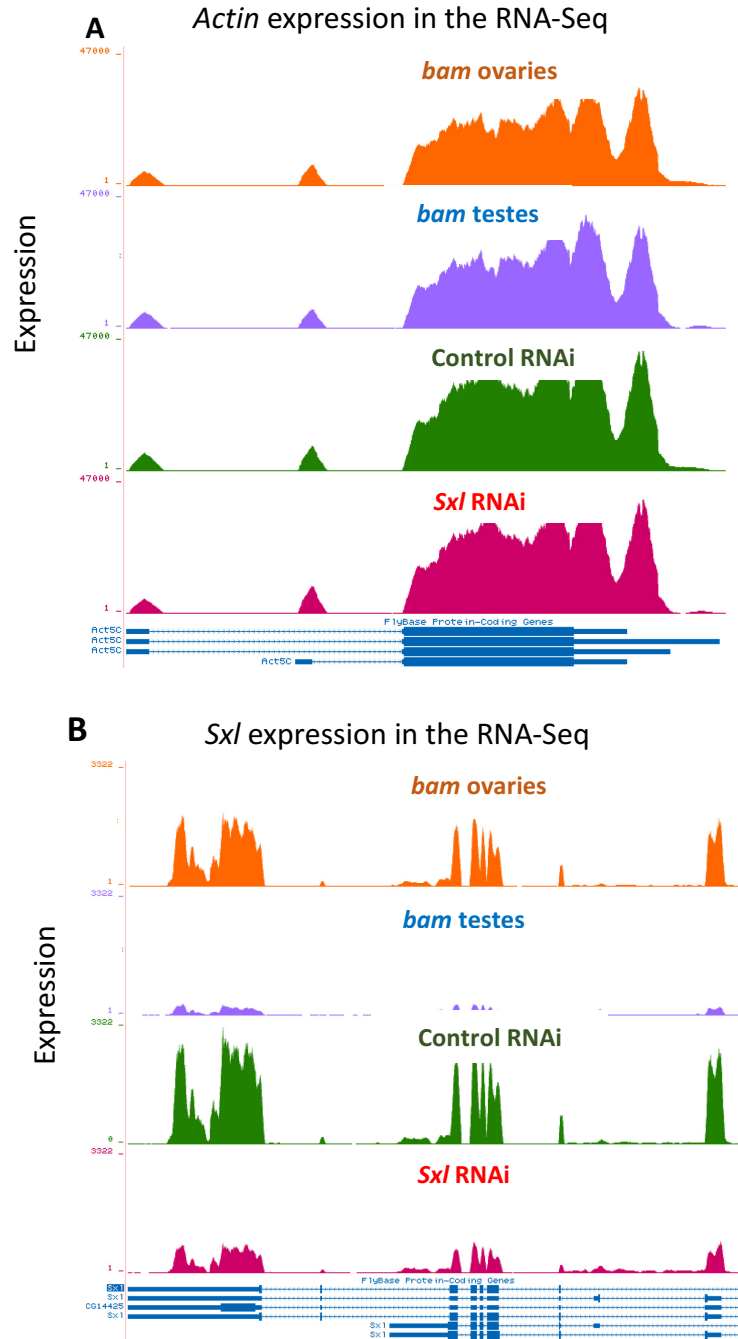 A
Actin expression in the RNA-Seq
47000
bam ovaries
1
47000
bam testes
1
47000
Control RNAi
1
47000
Sxl RNAi
1
Expression
FlyBase Protein-Coding Genes
Act5C
Act5C
Act5C
Act5C
B
Sxl expression in the RNA-Seq
3322
bam ovaries
1
3322
bam testes
1
3322
Control RNAi
0
3322
Sxl RNAi
1
Expression
FlyBase Protein-Coding Genes
Sxl
Sxl
CG14425
Sxl
Sxl
Sxl